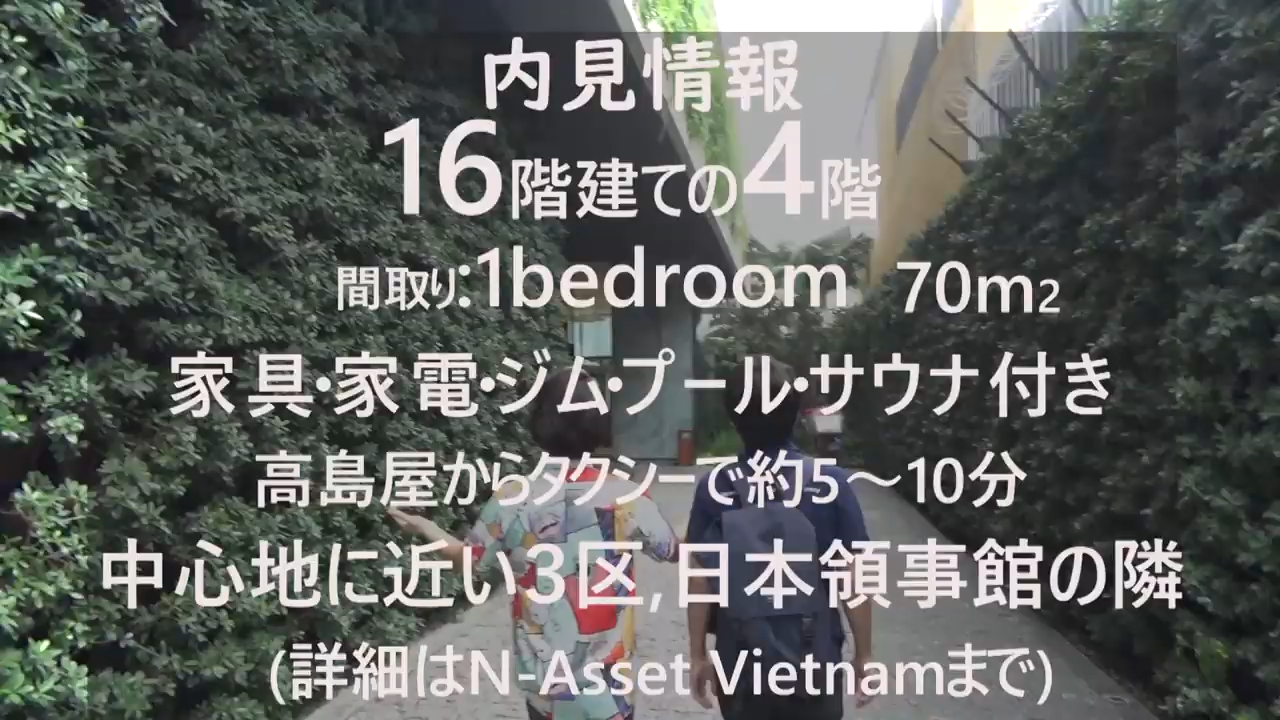 内見情報
16階建ての4階
間取り:1bedroom 70m2
家具・家電・ジム・プール・サウナ付き
高島屋からタクシーで約5〜10分
中心地に近い3区,日本領事館の隣
(詳細はN-Asset Vietnamまで)